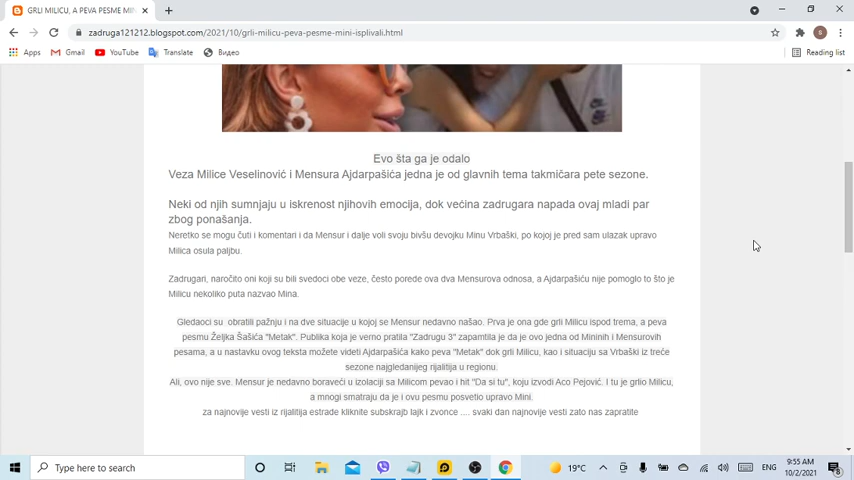 GRLI MILICU, A PEVA PESME MINI
zadruga121212.blogspot.com/2021/10/grli-milicu-peva-pesme-mini-isplivali.html
Apps Gmail YouTube Translate Видео Reading list
Evo šta ga je odalo
Veza Milice Veselinović i Mensura Ajdarpašića jedna je od glavnih tema takmičara pete sezone.
Neki od njih sumnjaju u iskrenost njihovih emocija, dok većina zadrugara napada ovaj mladi par
zbog ponašanja.
Neretko se mogu čuti i komentari i da Mensur i dalje voli svoju bivšu devojku Minu Vrbaški, po kojoj je pred sam ulazak upravo
Milica osula paljbu.
Zadrugari, naročito oni koji su bili svedoci obe veze, često porede ova dva Mensurova odnosa, a Ajdarpašiću nije pomoglo to što je
Milicu nekoliko puta nazvao Mina.
Gledaoci su obratili pažnju i na dve situacije u kojoj se Mensur nedavno našao. Prva je ona gde grli Milicu ispod trema, a peva
pesmu Željka Šašića "Metak". Publika koja je verno pratila "Zadrugu 3" zapamtila je da je ovo jedna od Mininih i Mensurovih
pesama, a u nastavku ovog teksta možete videti Ajdarpašića kako peva "Metak" dok grli Milicu, kao i situaciju sa Vrbaški iz treće
sezone najgledanijeg rijalitija u regionu.
Ali, ovo nije sve. Mensur je nedavno boraveći u izolaciji sa Milicom pevao i hit "Da si tu", koju izvodi Aco Pejović. I tu je grlio Milicu,
a mnogi smatraju da je i ovu pesmu posvetio upravo Mini.
za najnovije vesti iz rijalitija estrade kliknite subskrajb lajk i zvonce .... svaki dan najnovije vesti zato nas zapratite
Type here to search
19°C
ENG
9:55 AM
10/2/2021